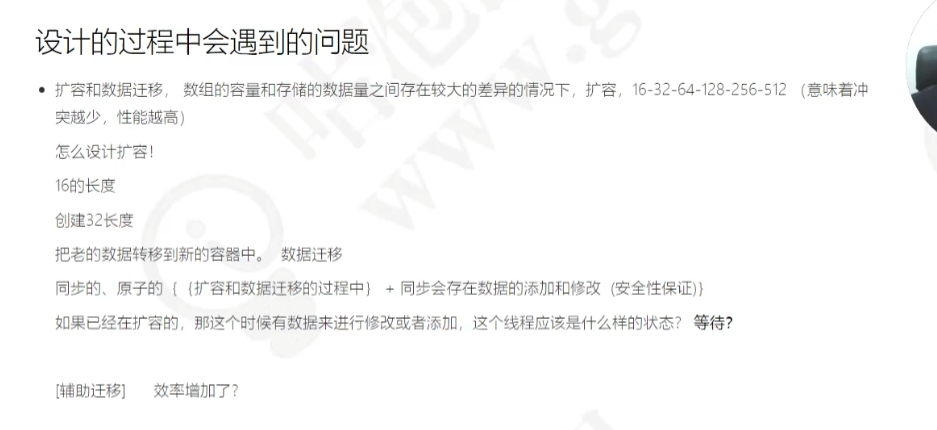 设计的过程中会遇到的问题
• 扩容和数据迁移， 数组的容量和存储的数据量之间存在较大的差异的情况下，扩容，16-32-64-128-256-512 （意味着冲
突越少，性能越高）
怎么设计扩容！
16的长度
创建32长度
把老的数据转移到新的容器中。 数据迁移
同步的、原子的｛｛扩容和数据迁移的过程中｝ + 同步会存在数据的添加和修改（安全性保证)｝
如果已经在扩容的，那这个时候有数据来进行修改或者添加，这个线程应该是什么样的状态？ 等待？
[辅助迁移] 效率增加了？
www.g